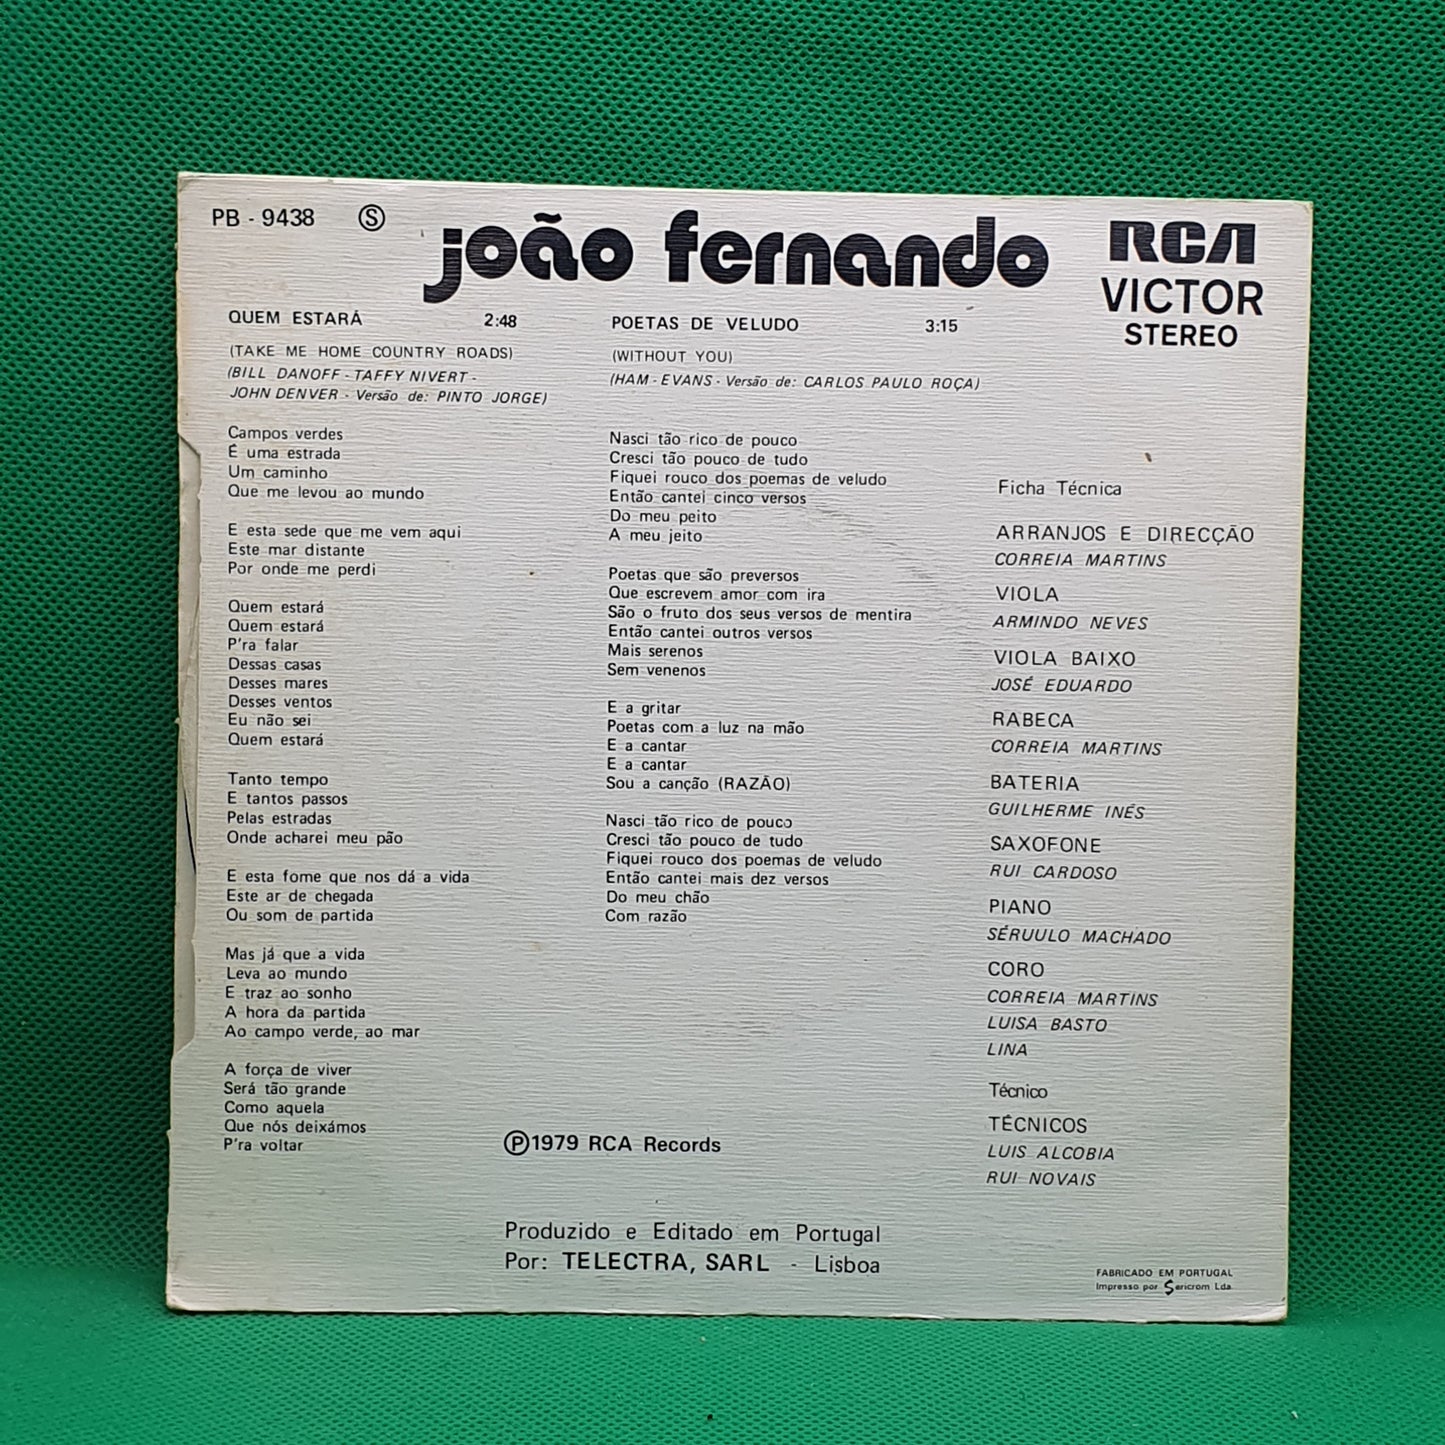 PB - 9438 Ⓢ
joão fernando
RCA
VICTOR
STEREO
QUEM ESTARÁ 2:48
(TAKE ME HOME COUNTRY ROADS)
(BILL DANOFF - TAFFY NIVERT -
JOHN DENVER - Versão de: PINTO JORGE)
Campos verdes
É uma estrada
Um caminho
Que me levou ao mundo
E esta sede que me vem aqui
Este mar distante
Por onde me perdi
Quem estará
Quem estará
P'ra falar
Dessas casas
Desses mares
Desses ventos
Eu não sei
Quem estará
Tanto tempo
E tantos passos
Pelas estradas
Onde acharei meu pão
E esta fome que nos dá a vida
Este ar de chegada
Ou som de partida
Mas já que a vida
Leva ao mundo
E traz ao sonho
A hora da partida
Ao campo verde, ao mar
A força de viver
Será tão grande
Como aquela
Que nós deixámos
P'ra voltar
POETAS DE VELUDO 3:15
(WITHOUT YOU)
(HAM - EVANS - Versão de: CARLOS PAULO ROÇA)
Nasci tão rico de pouco
Cresci tão pouco de tudo
Fiquei rouco dos poemas de veludo
Então cantei cinco versos
Do meu peito
A meu jeito
Poetas que são preversos
Que escrevem amor com ira
São o fruto dos seus versos de mentira
Então cantei outros versos
Mais serenos
Sem venenos
E a gritar
Poetas com a luz na mão
E a cantar
E a cantar
Sou a canção (RAZÃO)
Nasci tão rico de pouco
Cresci tão pouco de tudo
Fiquei rouco dos poemas de veludo
Então cantei mais dez versos
Do meu chão
Com razão
Ficha Técnica
ARRANJOS E DIRECÇÃO
CORREIA MARTINS
VIOLA
ARMINDO NEVES
VIOLA BAIXO
JOSÉ EDUARDO
RABECA
CORREIA MARTINS
BATERIA
GUILHERME INÊS
SAXOFONE
RUI CARDOSO
PIANO
SÉRUULO MACHADO
CORO
CORREIA MARTINS
LUISA BASTO
LINA
Técnico
TÉCNICOS
LUIS ALCOBIA
RUI NOVAIS
Ⓟ1979 RCA Records
Produzido e Editado em Portugal
Por: TELECTRA, SARL - Lisboa
FABRICADO EM PORTUGAL
Impresso por Sericrom Lda